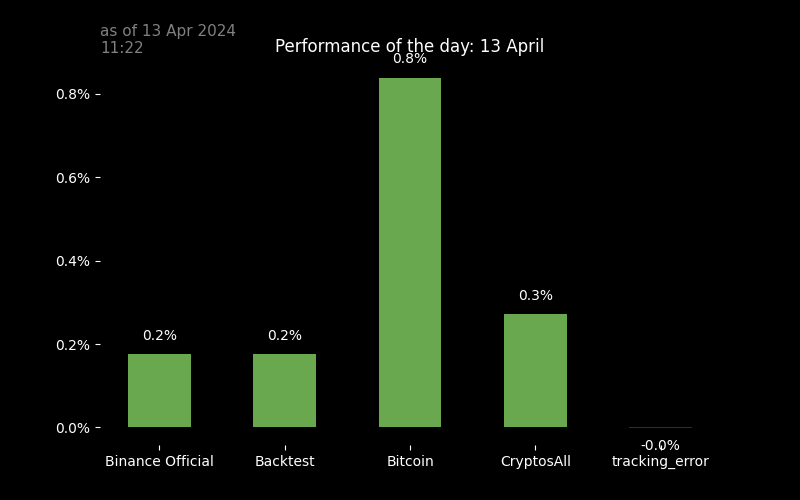 as of 13 Apr 2024
11:22
Performance of the day: 13 April
0.8%
0.8%
0.6%
0.4%
0.3%
0.2%
0.2%
0.2%
0.0%
-0.0%
Binance Official
Backtest
Bitcoin
CryptosAll
tracking_error